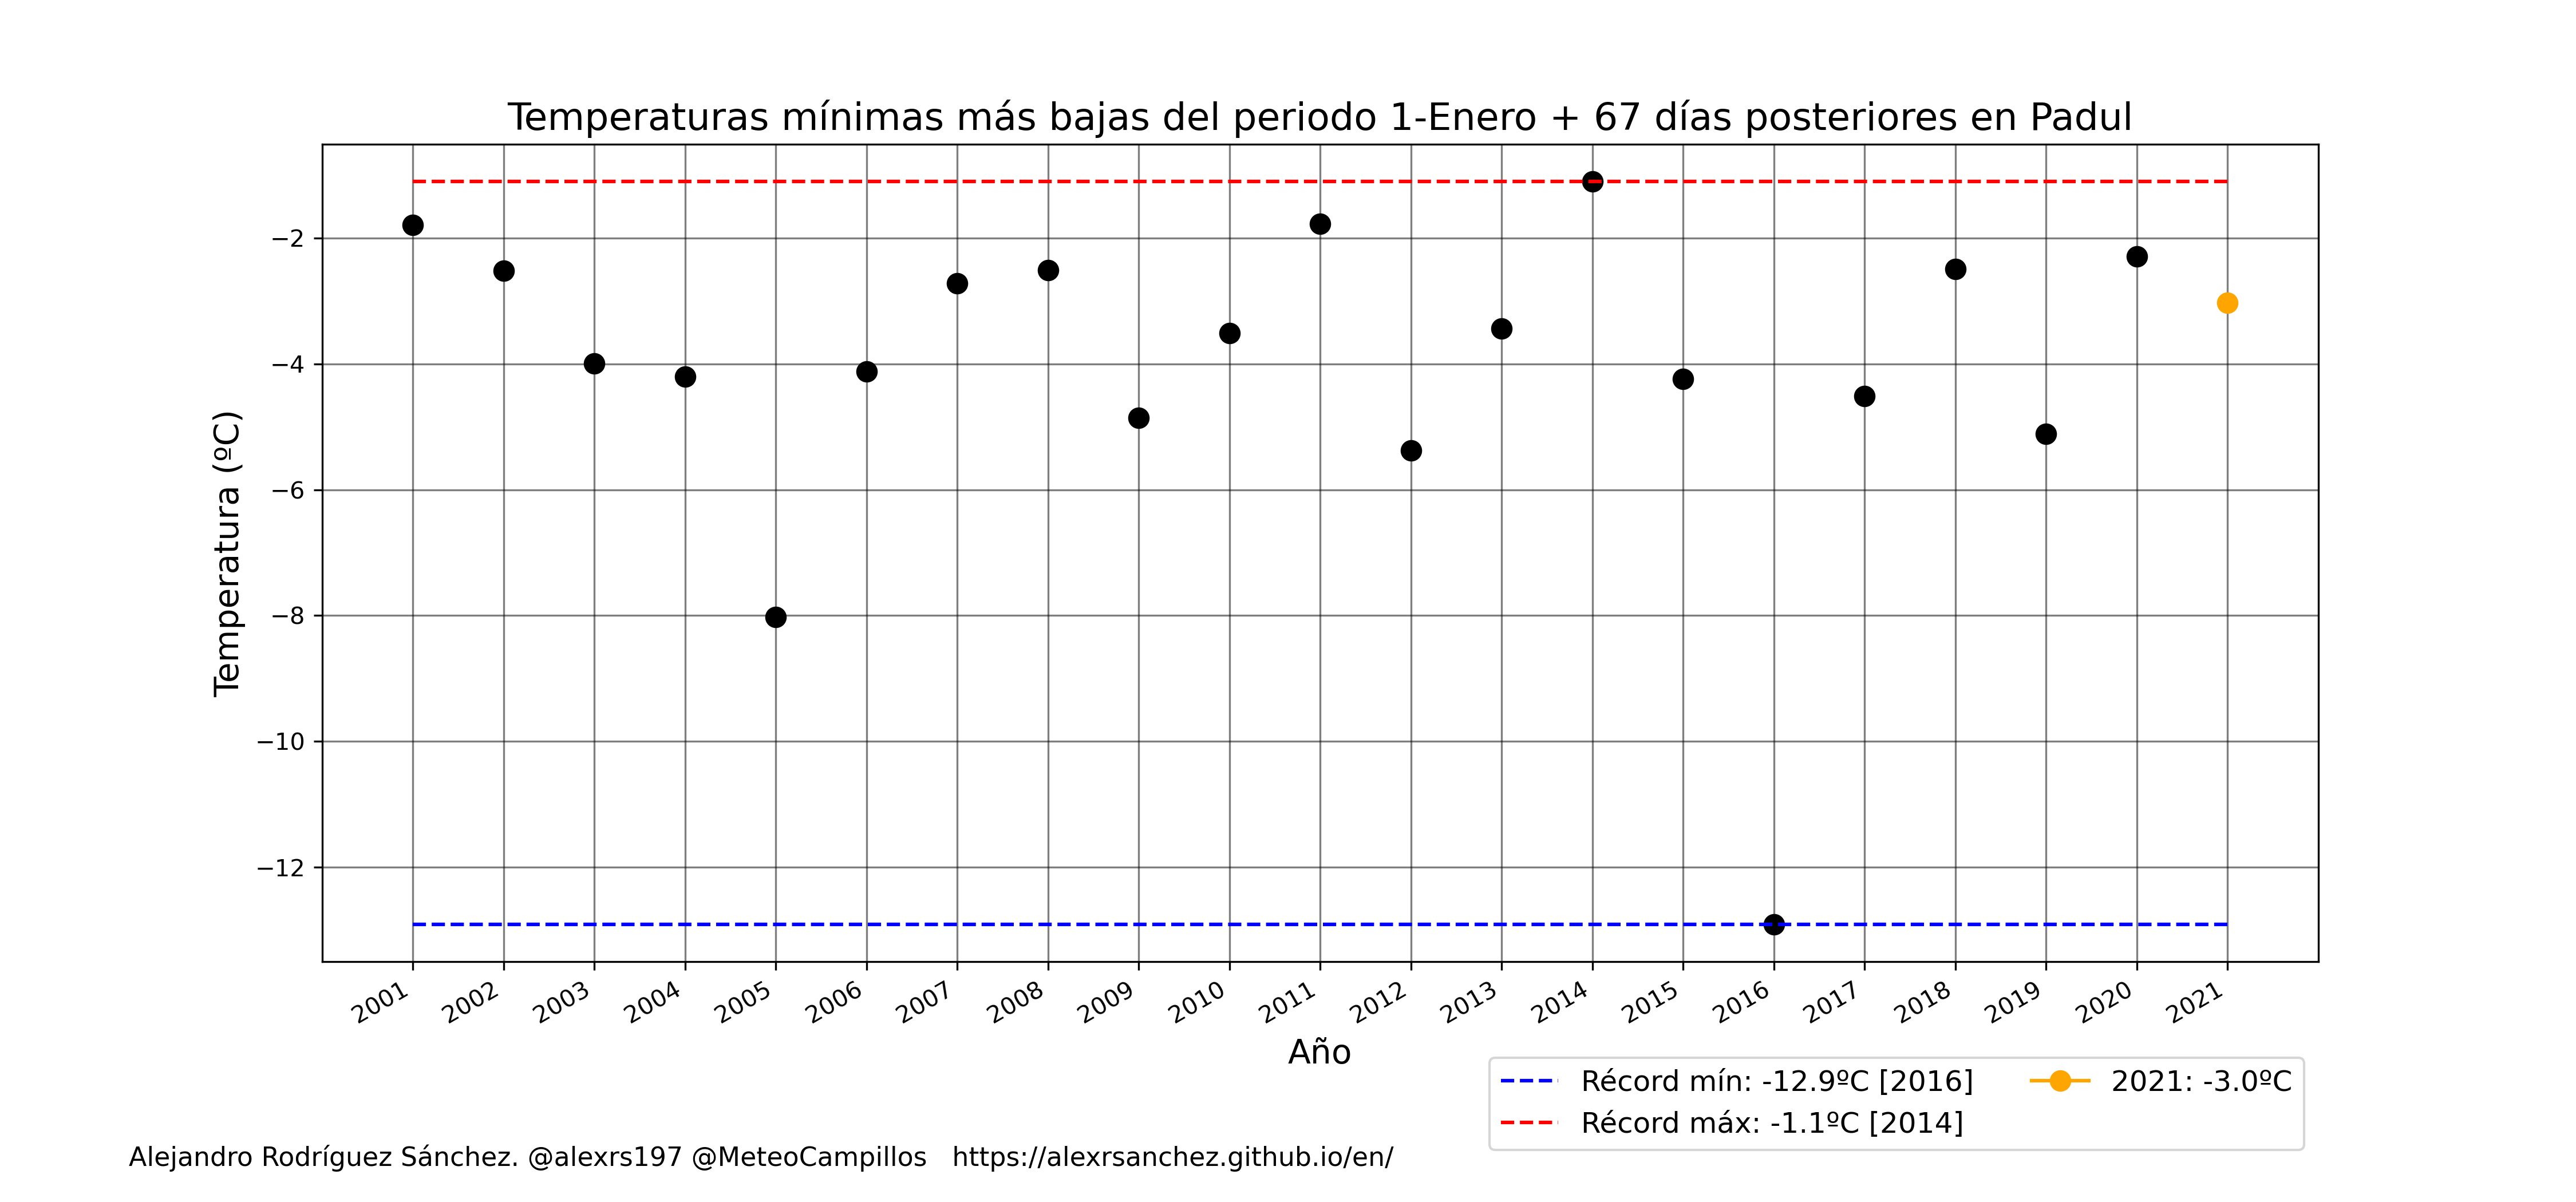 Temperaturas mínimas más bajas del periodo 1-Enero + 67 días posteriores en Padul
Temperatura (ºC)
−2
−4
−6
−8
−10
−12
2001 2002 2003 2004 2005 2006 2007 2008 2009 2010 2011 2012 2013 2014 2015 2016 2017 2018 2019 2020 2021
Año
Récord mín: -12.9ºC [2016]
Récord máx: -1.1ºC [2014]
2021: -3.0ºC
Alejandro Rodríguez Sánchez. @alexrs197 @MeteoCampillos https://alexrsanchez.github.io/en/